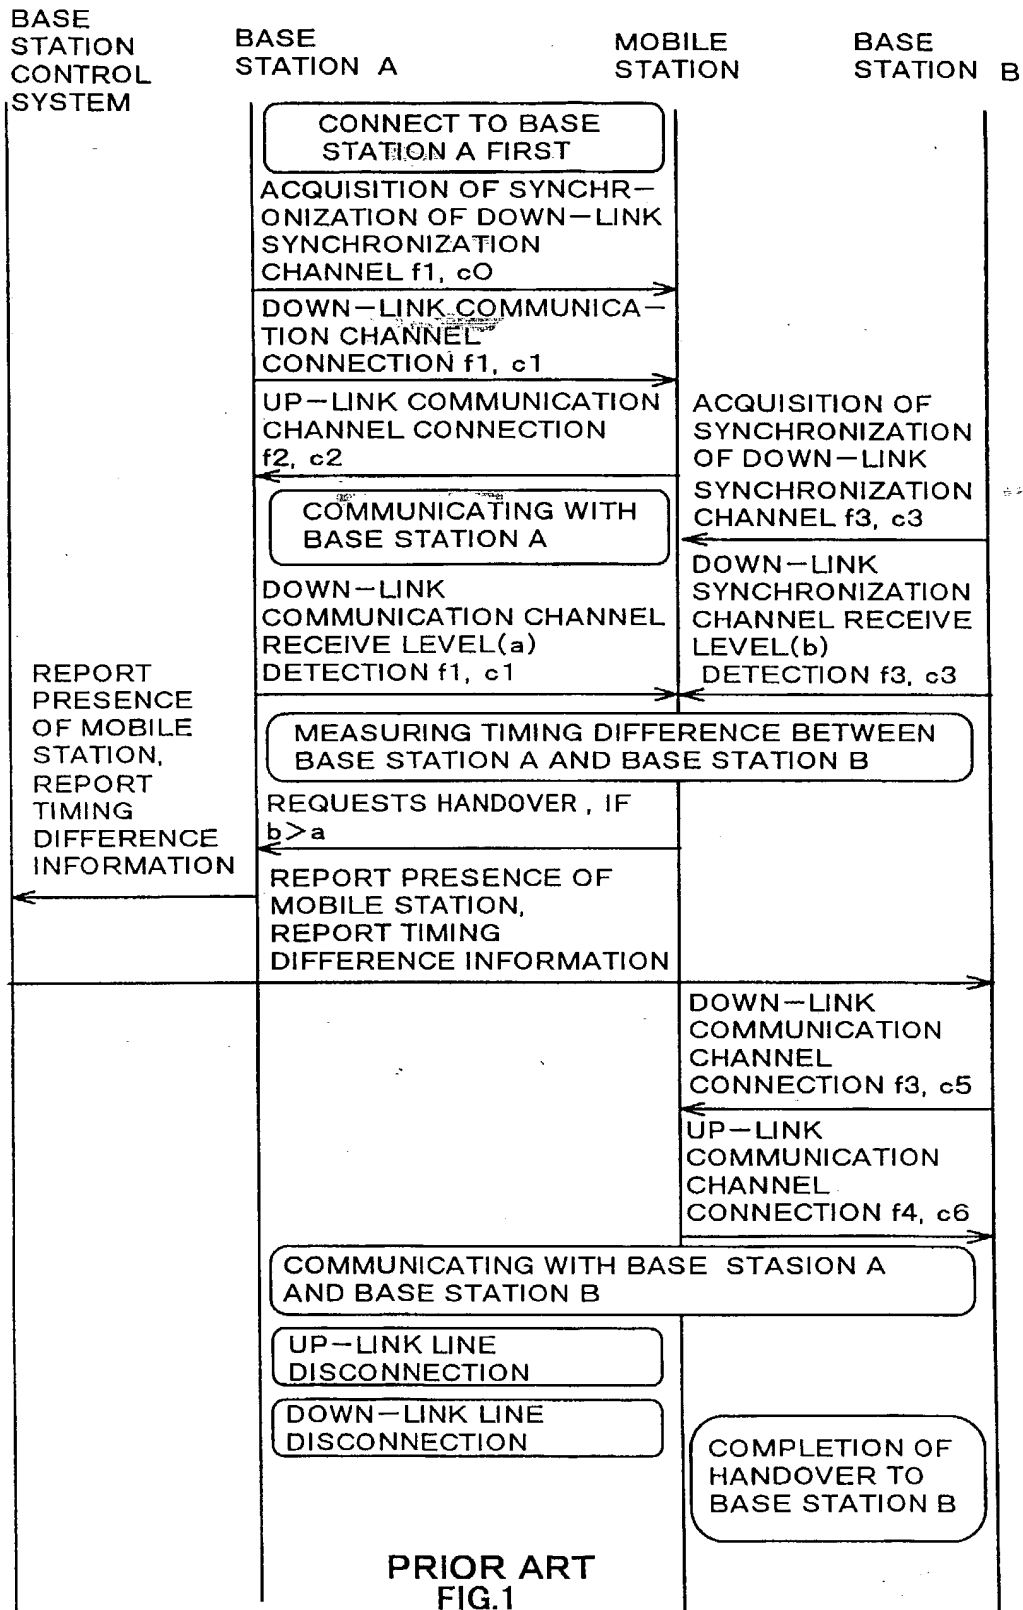 BASE
STATION
CONTROL
SYSTEM
BASE
STATION A
MOBILE
STATION
BASE
STATION B
CONNECT TO BASE
STATION A FIRST
ACQUISITION OF SYNCHR-
ONIZATION OF DOWN-LINK
SYNCHRONIZATION
CHANNEL f1, c0
DOWN-LINK COMMUNICA-
TION CHANNEL
CONNECTION f1, c1
UP-LINK COMMUNICATION
CHANNEL CONNECTION
f2, c2
ACQUISITION OF
SYNCHRONIZATION
OF DOWN-LINK
SYNCHRONIZATION
CHANNEL f3, c3
COMMUNICATING WITH
BASE STATION A
DOWN-LINK
COMMUNICATION CHANNEL
RECEIVE LEVEL(a)
DETECTION f1, c1
DOWN-LINK
SYNCHRONIZATION
CHANNEL RECEIVE
LEVEL(b)
DETECTION f3, c3
REPORT
PRESENCE
OF MOBILE
STATION,
REPORT
TIMING
DIFFERENCE
INFORMATION
MEASURING TIMING DIFFERENCE BETWEEN
BASE STATION A AND BASE STATION B
REQUESTS HANDOVER, IF
b>a
REPORT PRESENCE OF
MOBILE STATION,
REPORT TIMING
DIFFERENCE INFORMATION
DOWN-LINK
COMMUNICATION
CHANNEL
CONNECTION f3, c5
UP-LINK
COMMUNICATION
CHANNEL
CONNECTION f4, c6
COMMUNICATING WITH BASE STASION A
AND BASE STATION B
UP-LINK LINE
DISCONNECTION
DOWN-LINK LINE
DISCONNECTION
COMPLETION OF
HANDOVER TO
BASE STATION B
PRIOR ART
FIG.1